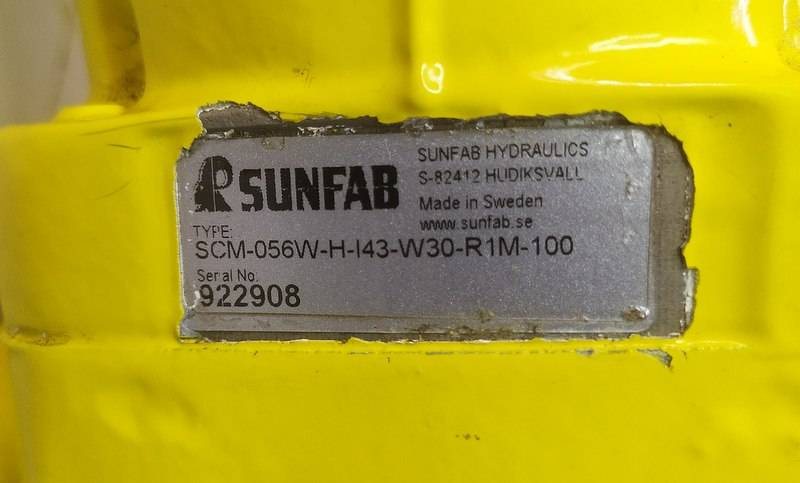 SUNFAB
SUNFAB HYDRAULICS
S-82412 HUDIKSVALL
Made in Sweden
www.sunfab.se
TYPE:
SCM-056W-H-I43-W30-R1M-100
Serial No:
922908